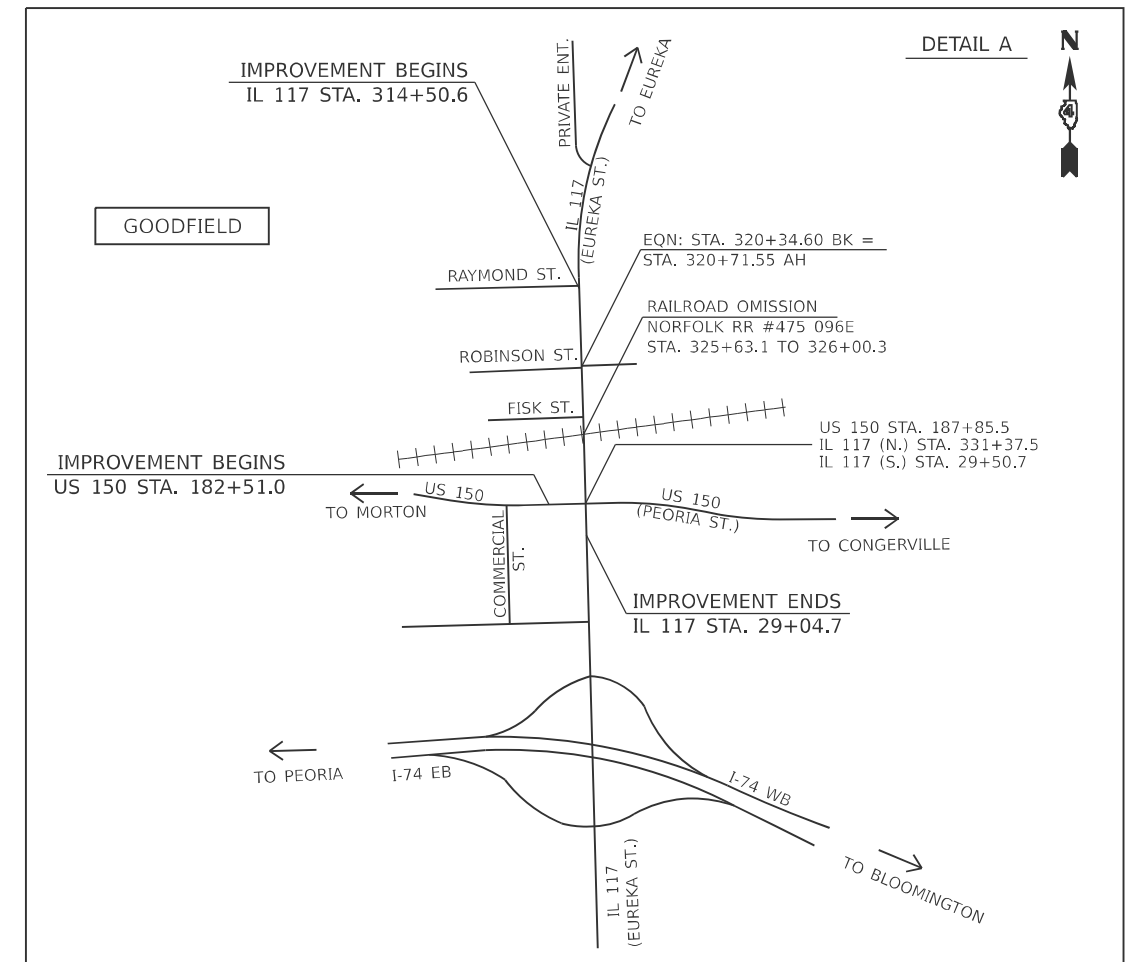 DETAIL A
N
4
IMPROVEMENT BEGINS
IL 117 STA. 314+50.6
PRIVATE ENT.
TO EUREKA
IL 117
(EUREKA ST.)
GOODFIELD
EQN: STA. 320+34.60 BK =
STA. 320+71.55 AH
RAYMOND ST.
RAILROAD OMISSION
NORFOLK RR #475 096E
STA. 325+63.1 TO 326+00.3
ROBINSON ST.
FISK ST.
US 150 STA. 187+85.5
IL 117 (N.) STA. 331+37.5
IL 117 (S.) STA. 29+50.7
IMPROVEMENT BEGINS
US 150 STA. 182+51.0
US 150
TO MORTON
US 150
(PEORIA ST.)
TO CONGERVILLE
COMMERCIAL
ST.
IMPROVEMENT ENDS
IL 117 STA. 29+04.7
TO PEORIA
I-74 EB
I-74 WB
TO BLOOMINGTON
IL 117
(EUREKA ST.)